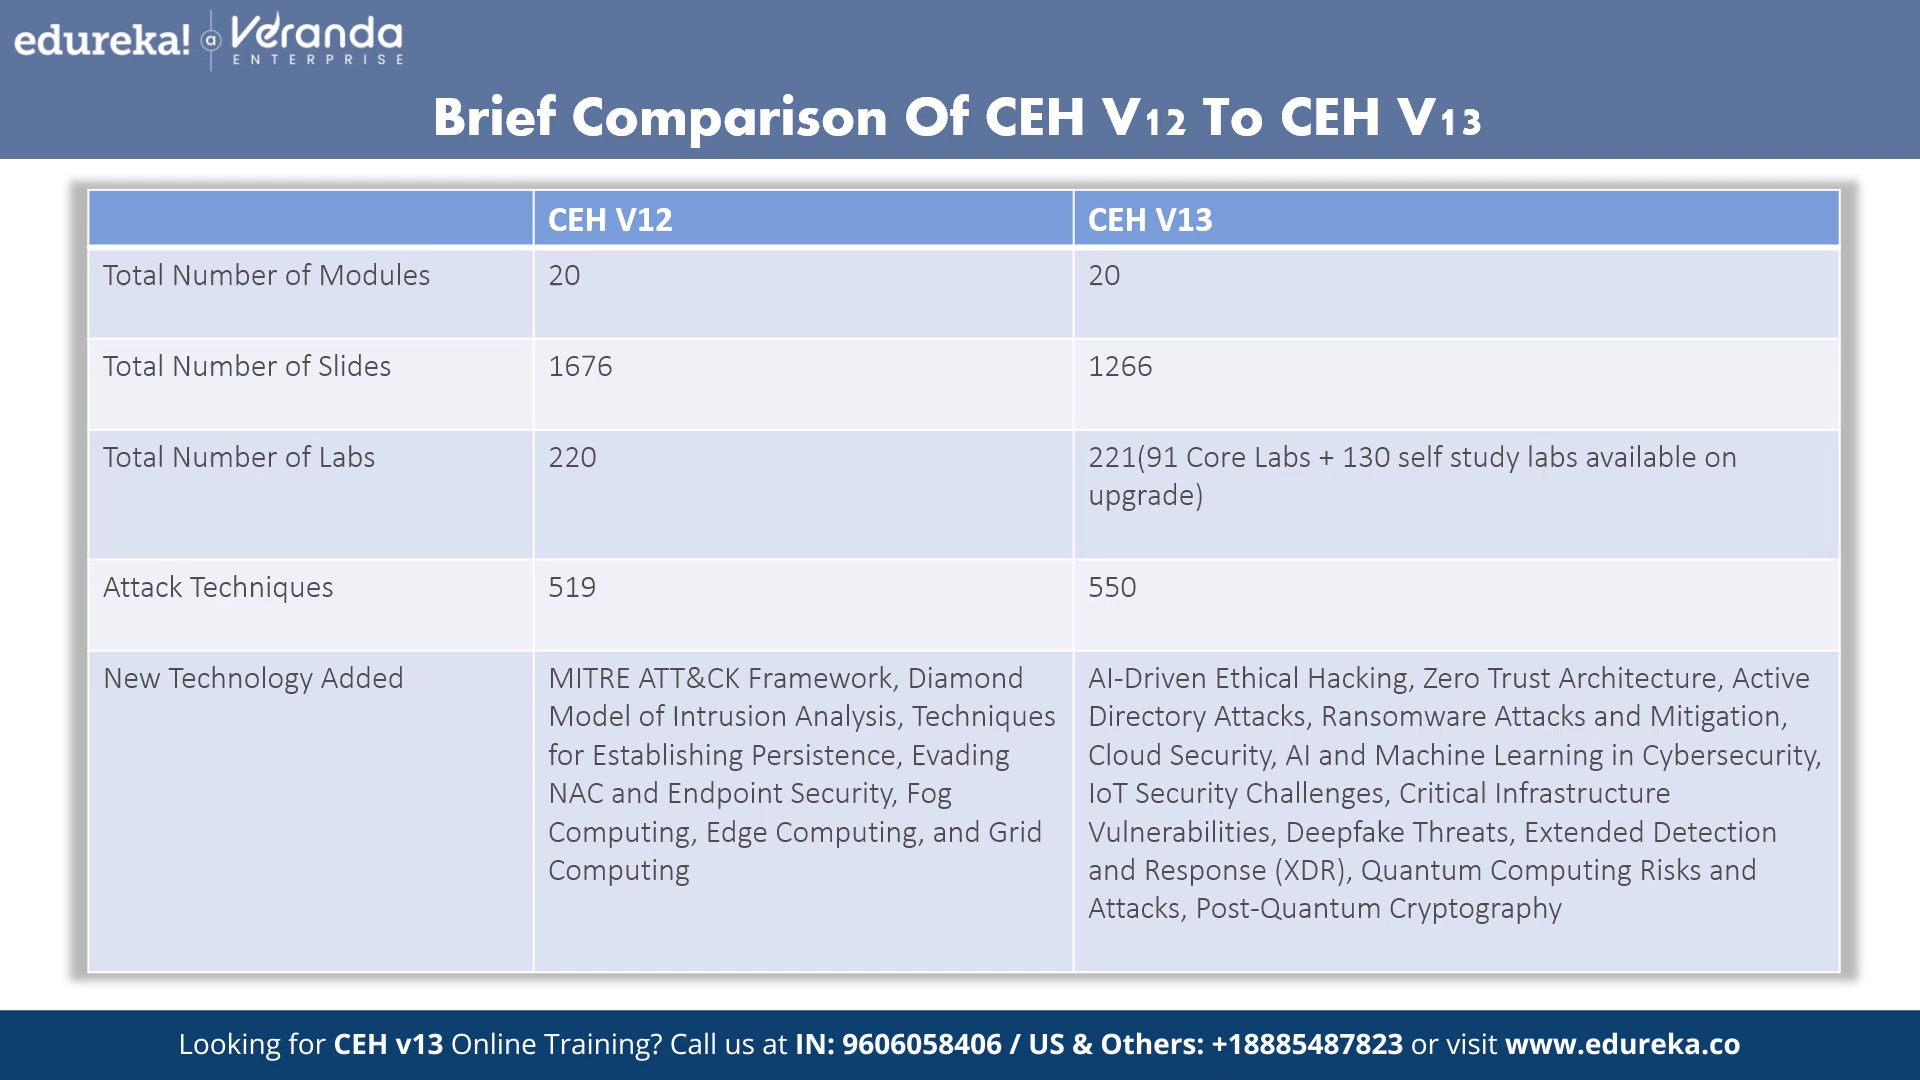 edureka! a Veranda
ENTERPRISE
Brief Comparison Of CEH V12 To CEH V13
CEH V12 CEH V13
Total Number of Modules 20 20
Total Number of Slides 1676 1266
Total Number of Labs 220 221(91 Core Labs + 130 self study labs available on
upgrade)
Attack Techniques 519 550
New Technology Added
MITRE ATT&CK Framework, Diamond
Model of Intrusion Analysis, Techniques
for Establishing Persistence, Evading
NAC and Endpoint Security, Fog
Computing, Edge Computing, and Grid
Computing
AI-Driven Ethical Hacking, Zero Trust Architecture, Active
Directory Attacks, Ransomware Attacks and Mitigation,
Cloud Security, AI and Machine Learning in Cybersecurity,
IoT Security Challenges, Critical Infrastructure
Vulnerabilities, Deepfake Threats, Extended Detection
and Response (XDR), Quantum Computing Risks and
Attacks, Post-Quantum Cryptography
Looking for CEH v13 Online Training? Call us at IN: 9606058406 / US & Others: +18885487823 or visit www.edureka.co